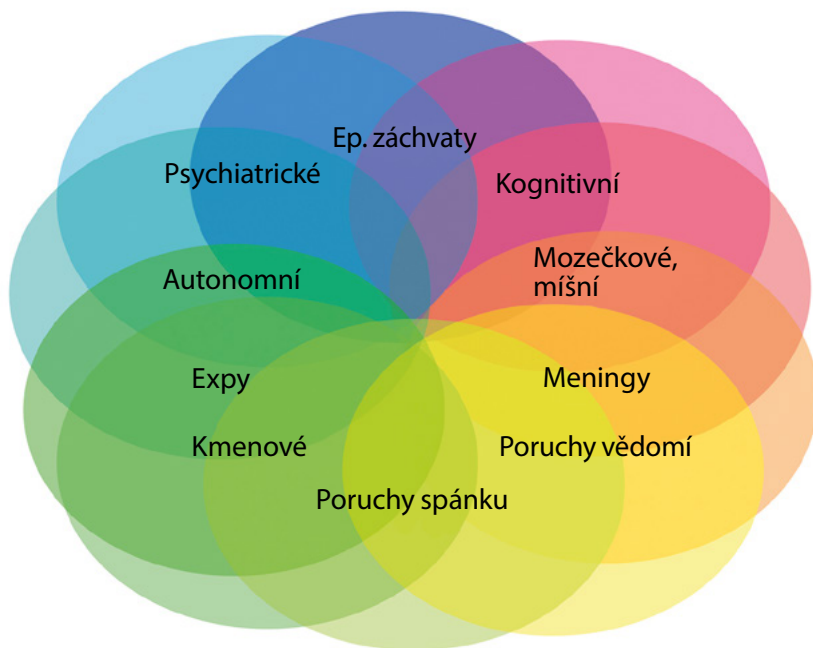 Ep. záchvaty
Psychiatrické
Kognitivní
Mozečkové,
míšní
Autonomní
Expy
Meningy
Kmenové
Poruchy vědomí
Poruchy spánku